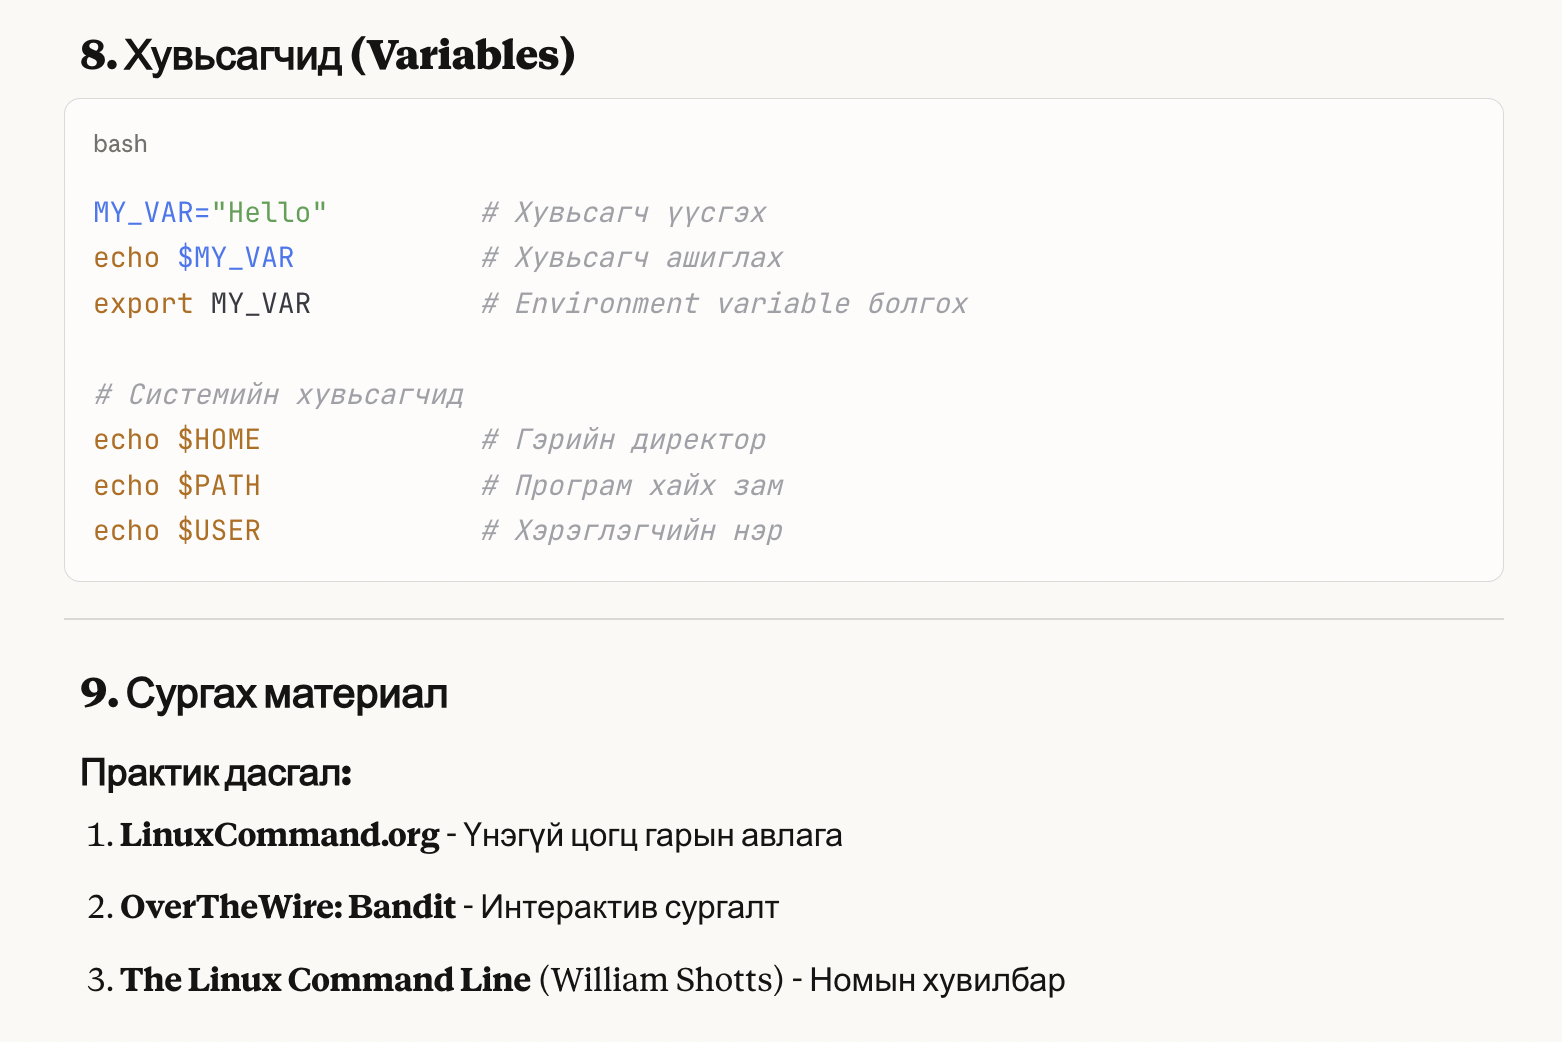 8. Хувьсагчид (Variables)
bash
MY_VAR="Hello" # Хувьсагч үүсгэх
echo $MY_VAR # Хувьсагч ашиглах
export MY_VAR # Environment variable болгох
# Системийн хувьсагчид
echo $HOME # Гэрийн директор
echo $PATH # Програм хайх зам
echo $USER # Хэрэглэгчийн нэр
9. Сургах материал
Практик дасгал:
1. LinuxCommand.org - Үнэгүй цогц гарын авлага
2. OverTheWire: Bandit - Интерактив сургалт
3. The Linux Command Line (William Shotts) - Номын хувилбар